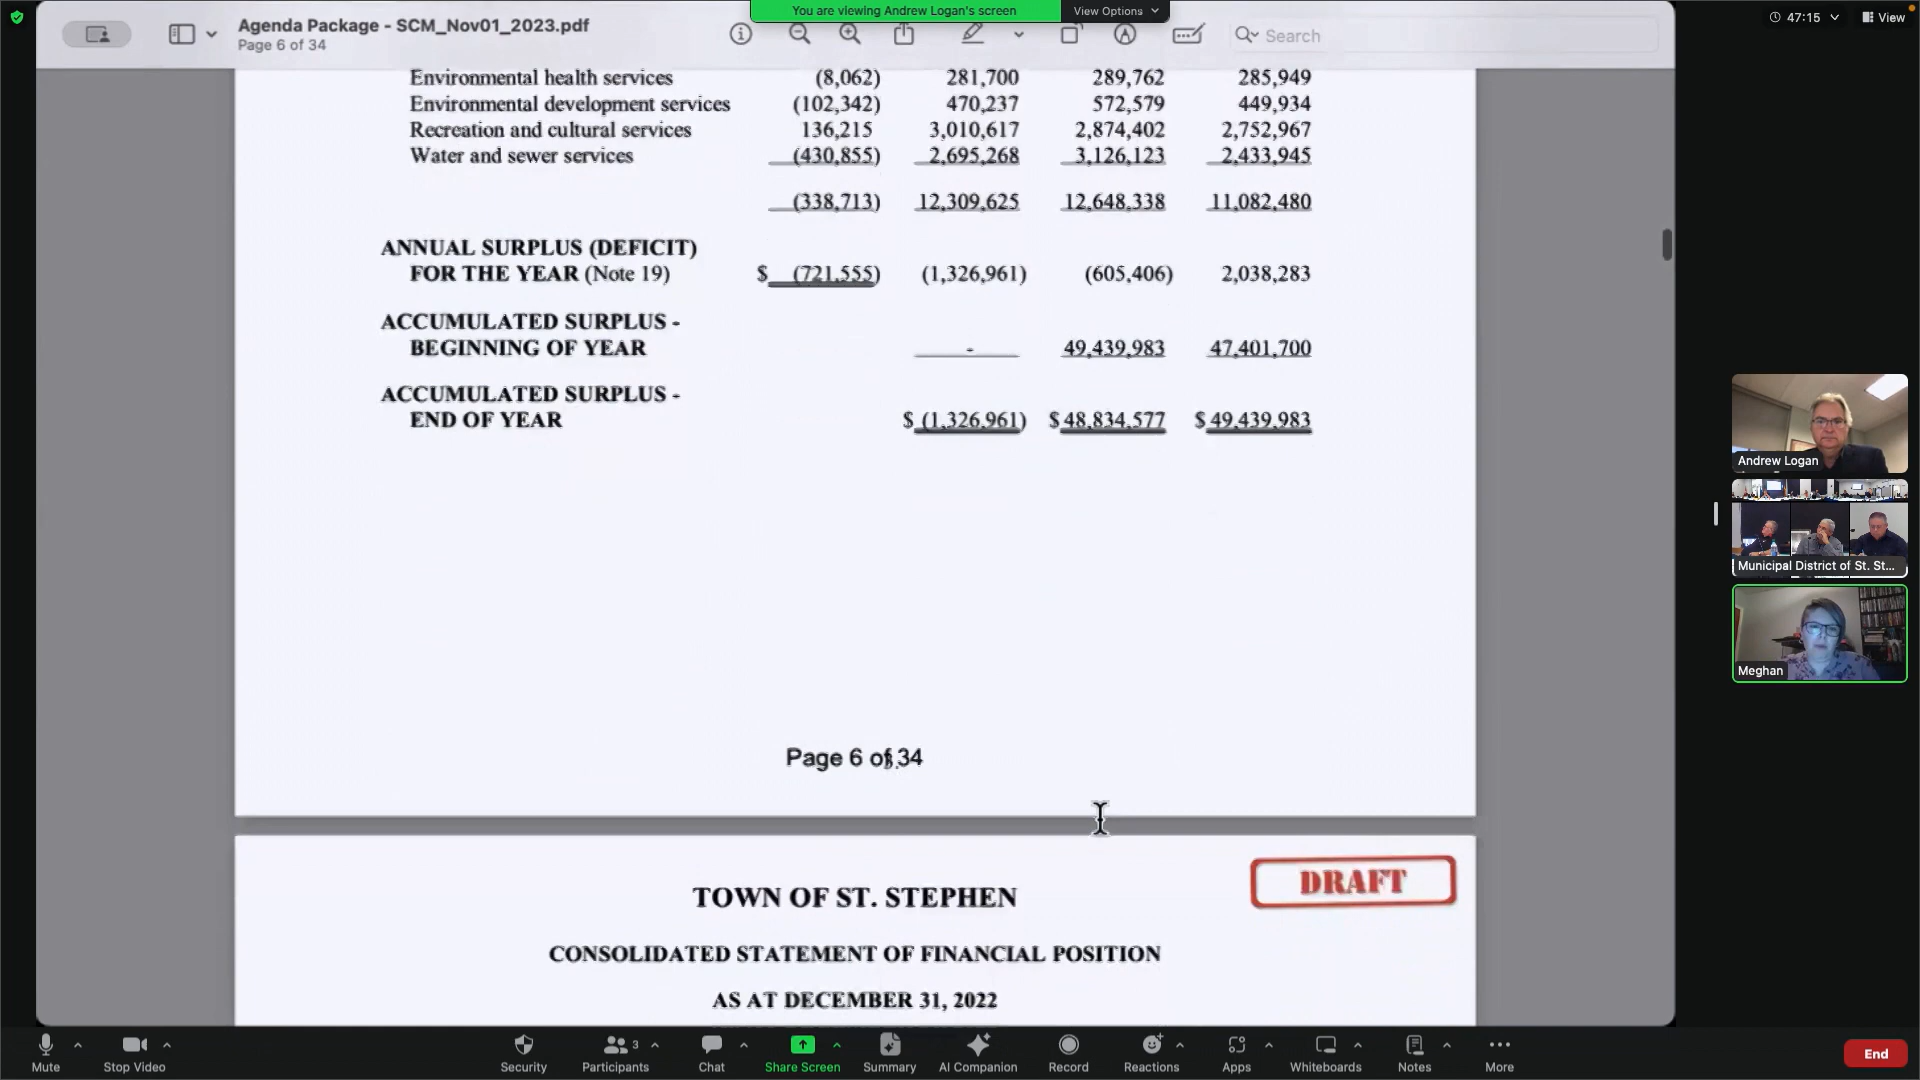 You are viewing Andrew Logan's screen
View Options
47:15
View
Agenda Package - SCM_Nov01_2023.pdf
Page 6 of 34
Search
Environmental health services (8,062) 281,700 289,762 285,949
Environmental development services (102,342) 470,237 572,579 449,934
Recreation and cultural services 136,215 3,010,617 2,874,402 2,752,967
Water and sewer services (430,855) 2,695,268 3,126,123 2,433,945
(338,713) 12,309,625 12,648,338 11,082,480
ANNUAL SURPLUS (DEFICIT)
FOR THE YEAR (Note 19) $ (721,555) (1,326,961) (605,406) 2,038,283
ACCUMULATED SURPLUS -
BEGINNING OF YEAR - 49,439,983 47,401,700
ACCUMULATED SURPLUS -
END OF YEAR $ (1,326,961) $ 48,834,577 $ 49,439,983
Page 6 of 34
DRAFT
TOWN OF ST. STEPHEN
CONSOLIDATED STATEMENT OF FINANCIAL POSITION
AS AT DECEMBER 31, 2022
Andrew Logan
Municipal District of St. St...
Meghan
Mute
Stop Video
Security
Participants 3
Chat
Share Screen
Summary
AI Companion
Record
Reactions
Apps
Whiteboards
Notes
More
End